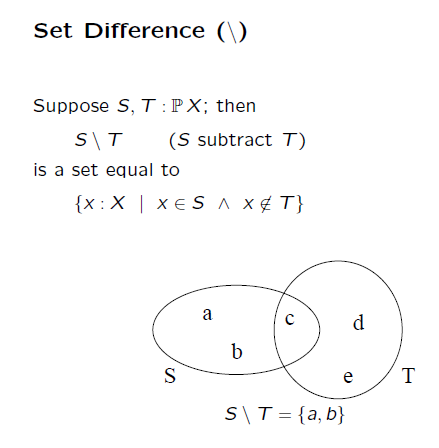 Set Difference (\)
Suppose S, T : ℙ X; then
S \ T (S subtract T)
is a set equal to
{x : X | x ∈ S ∧ x ∉ T}
a
c
d
b
S
e
T
S \ T = {a, b}